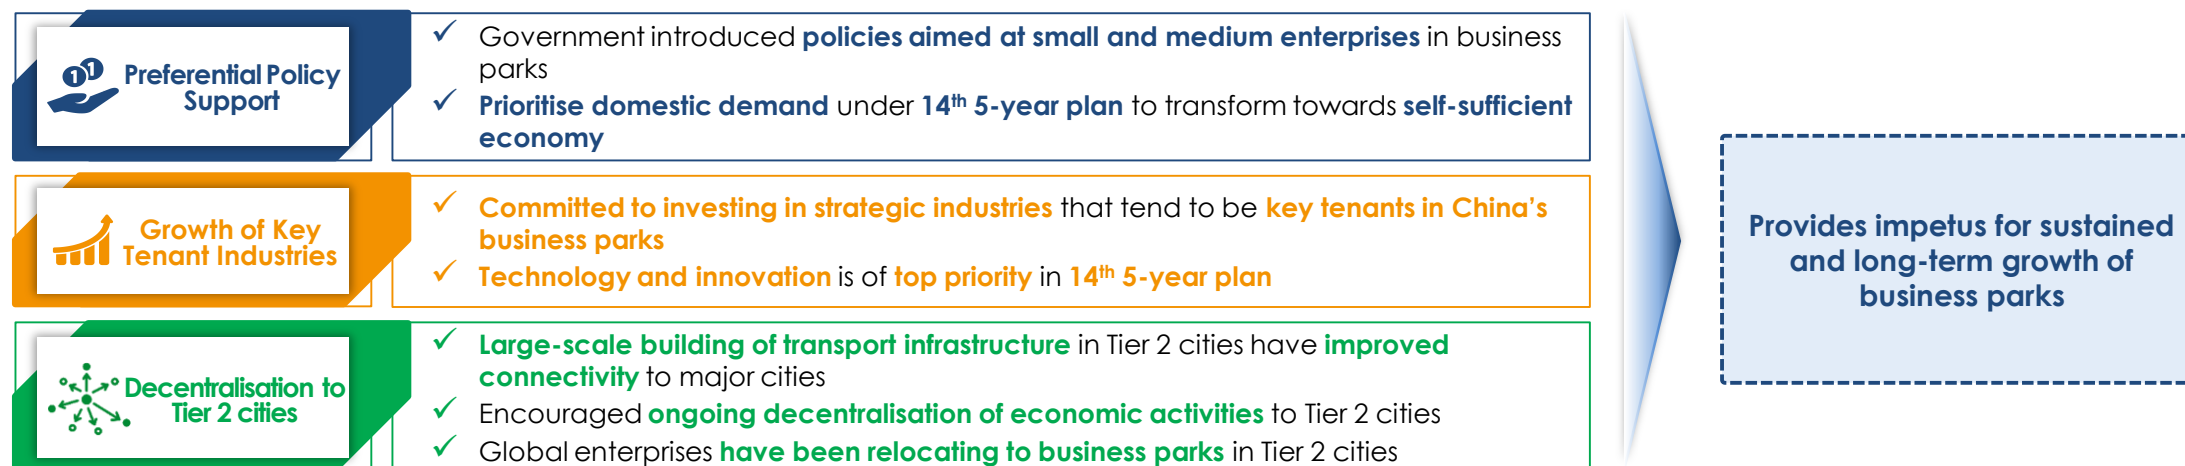 Preferential Policy
Support
✓ Government introduced policies aimed at small and medium enterprises in business
parks
✓ Prioritise domestic demand under 14th 5-year plan to transform towards self-sufficient
economy
Growth of Key
Tenant Industries
✓ Committed to investing in strategic industries that tend to be key tenants in China's
business parks
✓ Technology and innovation is of top priority in 14th 5-year plan
Decentralisation to
Tier 2 cities
✓ Large-scale building of transport infrastructure in Tier 2 cities have improved
connectivity to major cities
✓ Encouraged ongoing decentralisation of economic activities to Tier 2 cities
✓ Global enterprises have been relocating to business parks in Tier 2 cities
Provides impetus for sustained
and long-term growth of
business parks